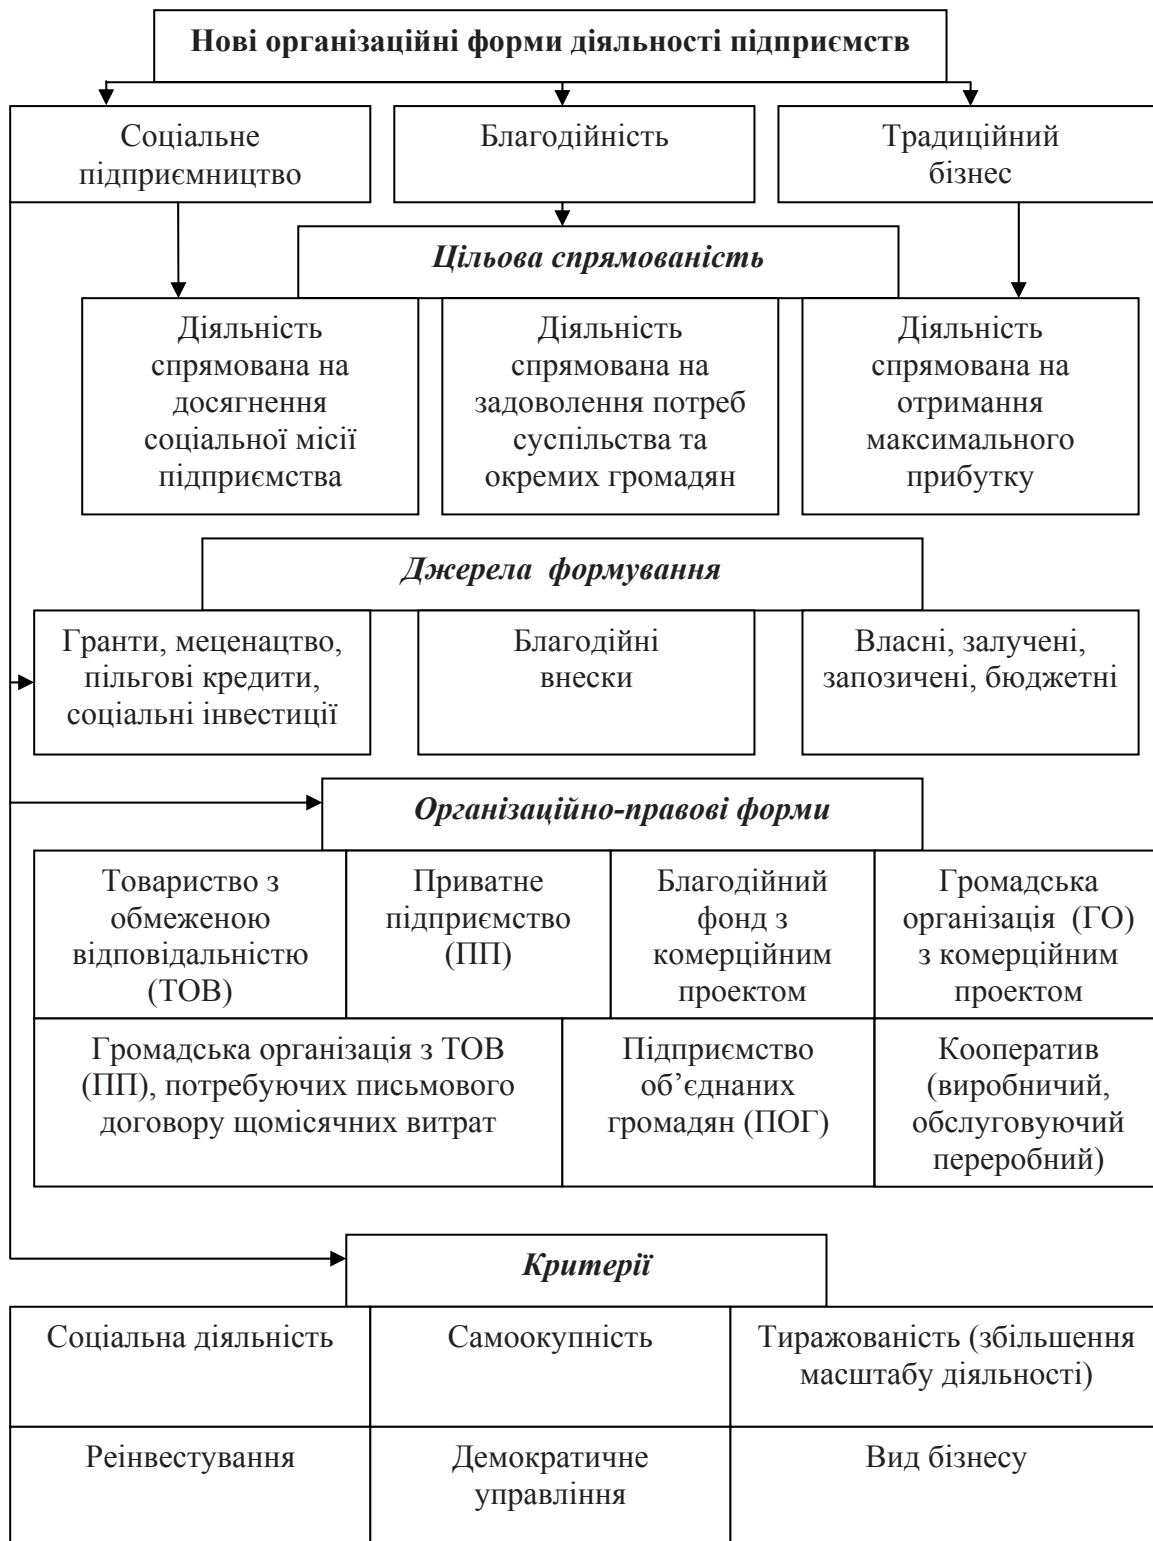 Нові організаційні форми діяльності підприємств
Соціальне
підприємництво
Благодійність
Традиційний
бізнес
Цільова спрямованість
Діяльність
спрямована на
досягнення
соціальної місії
підприємства
Діяльність
спрямована на
задоволення потреб
суспільства та
окремих громадян
Діяльність
спрямована на
отримання
максимального
прибутку
Джерела формування
Гранти, меценацтво,
пільгові кредити,
соціальні інвестиції
Благодійні
внески
Власні, залучені,
запозичені, бюджетні
Організаційно-правові форми
Товариство з
обмеженою
відповідальністю
(ТОВ)
Приватне
підприємство
(ПП)
Благодійний
фонд з
комерційним
проектом
Громадська
організація (ГО)
з комерційним
проектом
Громадська організація з ТОВ
(ПП), потребуючих письмового
договору щомісячних витрат
Підприємство
об’єднаних
громадян (ПОГ)
Кооператив
(виробничий,
обслуговуючий
переробний)
Критерії
Соціальна діяльність
Самоокупність
Тиражованість (збільшення
масштабу діяльності)
Реінвестування
Демократичне
управління
Вид бізнесу